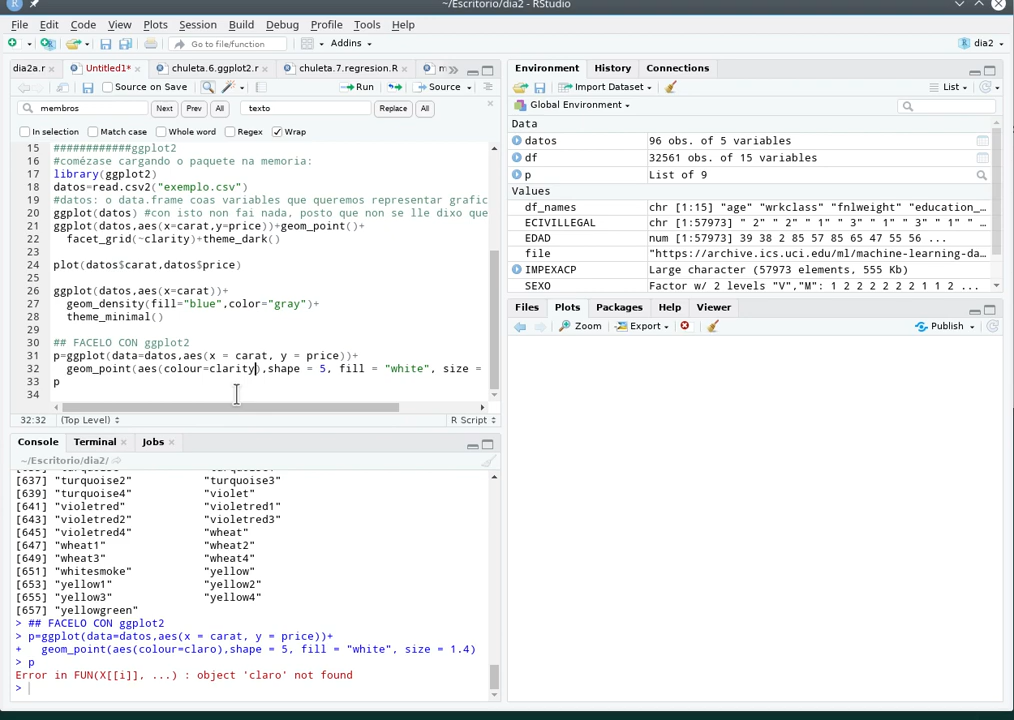 ~/Escritorio/dia2 - RStudio
File Edit Code View Plots Session Build Debug Profile Tools Help
Go to file/function Addins dia2
dia2a.r Untitled1* chuleta.6.ggplot2.r chuleta.7.regresion.R
Source on Save Run Source
membros Next Prev All texto Replace All
In selection Match case Whole word Regex Wrap
15 ############ggplot2
16 #comézase cargando o paquete na memoria:
17 library(ggplot2)
18 datos=read.csv2("exemplo.csv")
19 #datos: o data.frame coas variables que queremos representar grafic
20 ggplot(datos) #con isto non fai nada, posto que non se lle dixo que
21 ggplot(datos,aes(x=carat,y=price))+geom_point()+
22 facet_grid(~clarity)+theme_dark()
23
24 plot(datos$carat,datos$price)
25
26 ggplot(datos,aes(x=carat))+
27 geom_density(fill="blue",color="gray")+
28 theme_minimal()
29
30 ## FACELO CON ggplot2
31 p=ggplot(data=datos,aes(x = carat, y = price))+
32 geom_point(aes(colour=clarity),shape = 5, fill = "white", size =
33 p
34
32:32 (Top Level) R Script
Console Terminal Jobs
~/Escritorio/dia2/
[637] "turquoise2" "turquoise3"
[639] "turquoise4" "violet"
[641] "violetred" "violetred1"
[643] "violetred2" "violetred3"
[645] "violetred4" "wheat"
[647] "wheat1" "wheat2"
[649] "wheat3" "wheat4"
[651] "whitesmoke" "yellow"
[653] "yellow1" "yellow2"
[655] "yellow3" "yellow4"
[657] "yellowgreen"
> ## FACELO CON ggplot2
> p=ggplot(data=datos,aes(x = carat, y = price))+
+ geom_point(aes(colour=claro),shape = 5, fill = "white", size = 1.4)
> p
Error in FUN(X[[i]], ...) : object 'claro' not found
>
Environment History Connections
Import Dataset List
Global Environment
Data
datos 96 obs. of 5 variables
df 32561 obs. of 15 variables
p List of 9
Values
df_names chr [1:15] "age" "wrkclass" "fnlweight" "education_…
ECIVILLEGAL chr [1:57973] " 2" " 2" " 1" " 3" " 1" " 3" " 1" " …
EDAD num [1:57973] 39 38 2 85 57 85 65 47 55 56 ...
file "https://archive.ics.uci.edu/ml/machine-learning-da…
IMPEXACP Large character (57973 elements, 555 Kb)
SEXO Factor w/ 2 levels "V","M": 1 2 2 2 2 2 2 1 1 2 ...
Files Plots Packages Help Viewer
Zoom Export Publish